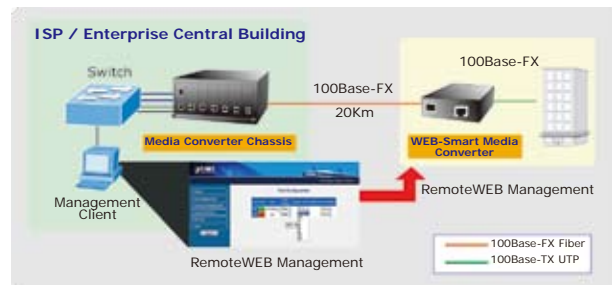 ISP / Enterprise Central Building
Switch
Media Converter Chassis
100Base-FX
20Km
100Base-FX
WEB-Smart Media
Converter
Management
Client
RemoteWEB Management
RemoteWEB Management
100Base-FX Fiber
100Base-TX UTP